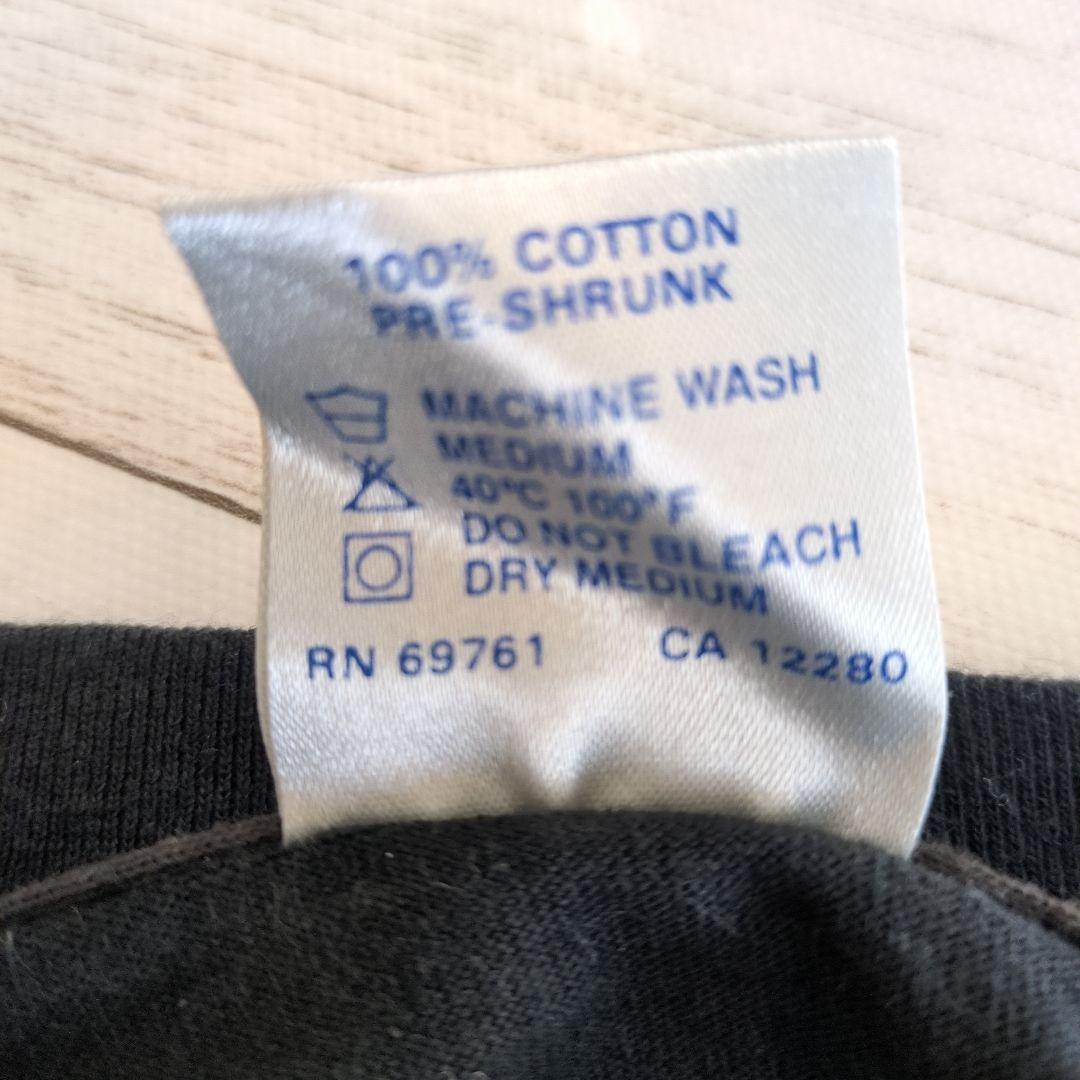 100% COTTON
PRE-SHRUNK
MACHINE WASH
MEDIUM
40°C 100°F
DO NOT BLEACH
DRY MEDIUM
RN 69761 CA 12280